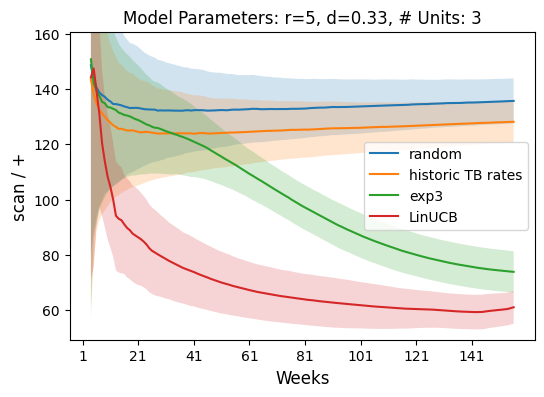 Model Parameters: r=5, d=0.33, # Units: 3
160
140
120
100
80
60
scan / +
random
historic TB rates
exp3
LinUCB
1 21 41 61 81 101 121 141
Weeks